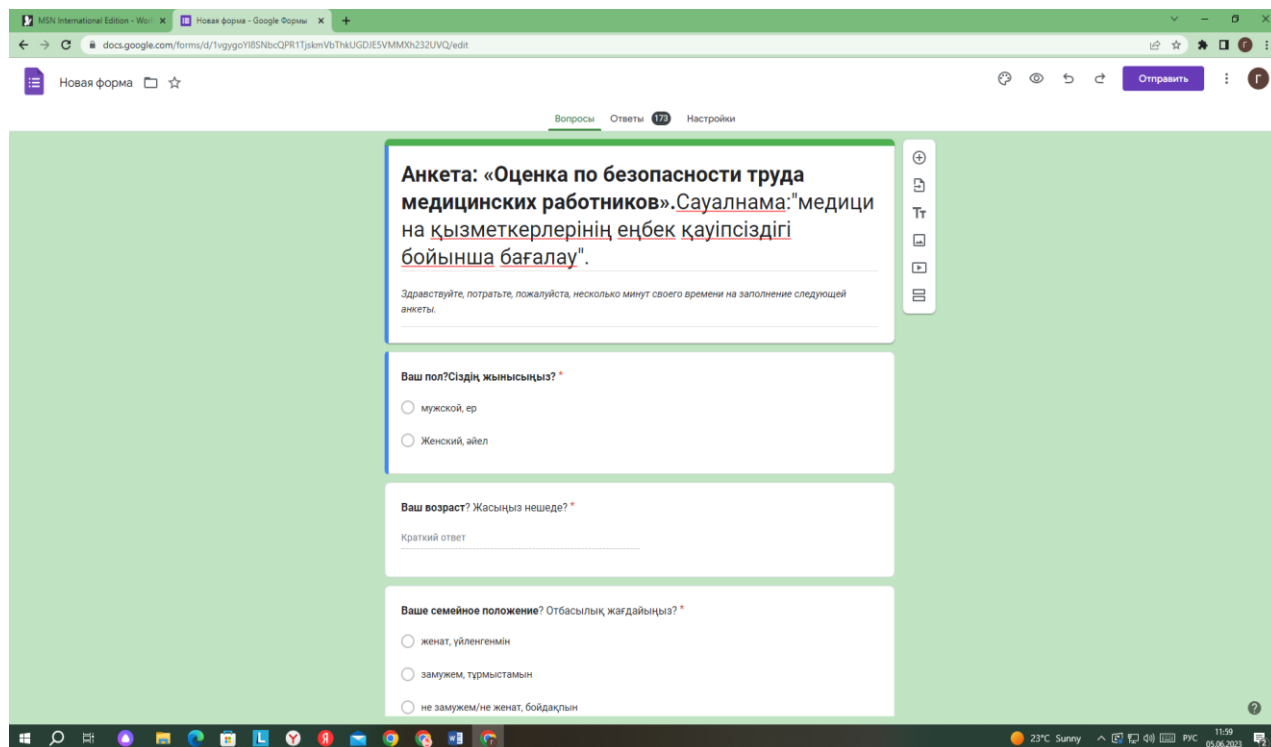 MSN International Edition - Worl
Новая форма - Google Формы
docs.google.com/forms/d/1vgygoYI8SNbcQPR1TjskmVbThkUGDJE5VMMXh232UVQ/edit
Новая форма
Отправить
Г
Вопросы Ответы 173 Настройки
Анкета: «Оценка по безопасности труда
медицинских работников».Сауалнама:"медици
на қызметкерлерінің еңбек қауіпсіздігі
бойынша бағалау".
Здравствуйте, потратьте, пожалуйста, несколько минут своего времени на заполнение следующей
анкеты.
Ваш пол?Сіздің жынысыңыз? *
мужской, ер
Женский, әйел
Ваш возраст? Жасыңыз нешеде? *
Краткий ответ
Ваше семейное положение? Отбасылық жағдайыңыз? *
женат, үйленгенмін
замужем, тұрмыстамын
не замужем/не женат, бойдақпын
23°C Sunny
РУС
11:59
05.06.2023